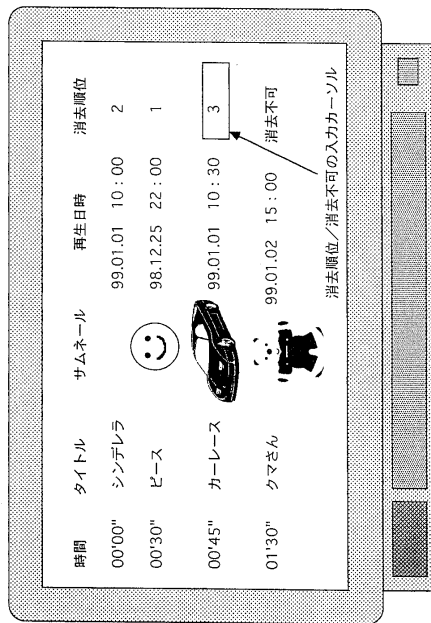 時間 タイトル サムネール 再生日時 消去順位
00'00" シンデレラ 99.01.01 10：00 2
00'30" ピース 98.12.25 22：00 1
00'45" カーレース 99.01.01 10：30 3
01'30" クマさん 99.01.02 15：00 消去不可
消去順位／消去不可の入力カーソル